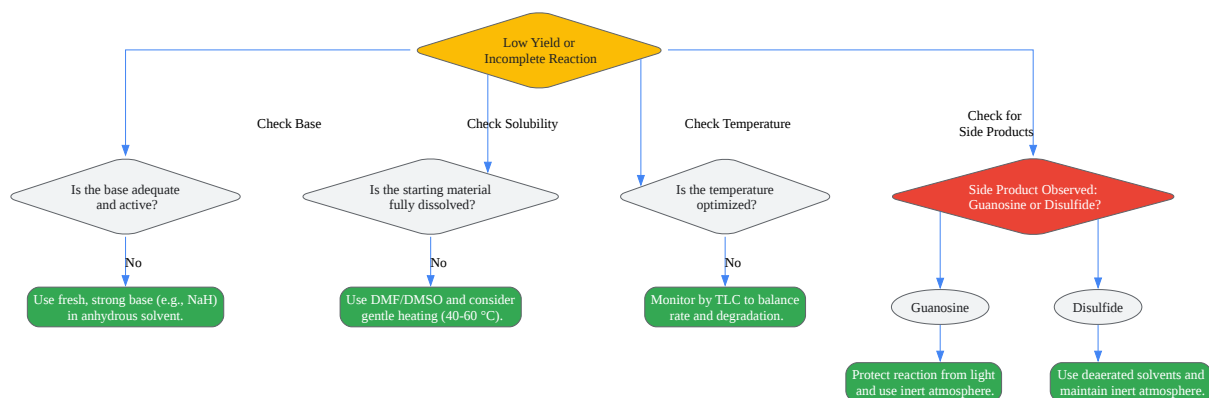 Low Yield or
Incomplete Reaction
Check Base
Check Solubility
Check Temperature
Check for
Side Products
Is the base adequate
and active?
Is the starting material
fully dissolved?
Is the temperature
optimized?
Side Product Observed:
Guanosine or Disulfide?
No
No
No
Use fresh, strong base (e.g., NaH)
in anhydrous solvent.
Use DMF/DMSO and consider
gentle heating (40-60 °C).
Monitor by TLC to balance
rate and degradation.
Guanosine
Disulfide
Protect reaction from light
and use inert atmosphere.
Use deaerated solvents and
maintain inert atmosphere.